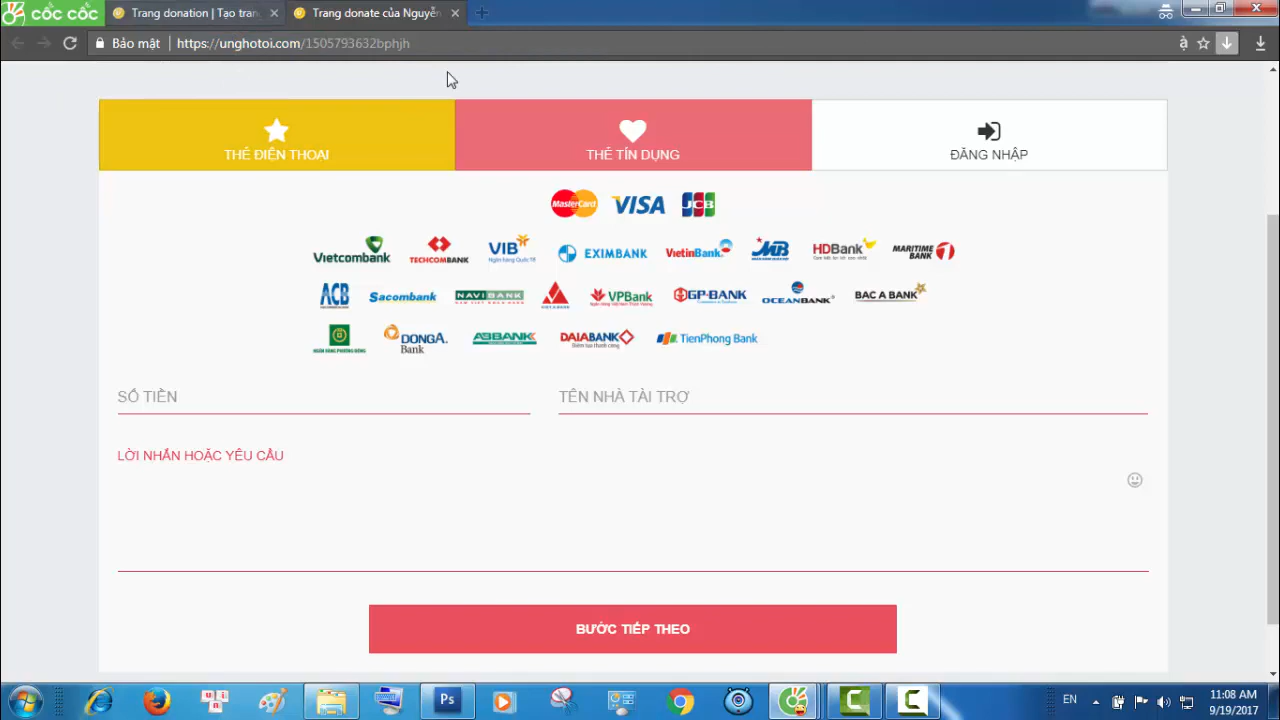 cốc cốc
Trang donation | Tạo tran
Trang donate của Nguyễn
Bảo mật
https://unghotoi.com/1505793632bphjh
THẺ ĐIỆN THOẠI
THẺ TÍN DỤNG
ĐĂNG NHẬP
MasterCard VISA JCB
Vietcombank TECHCOMBANK VIB EXIMBANK VietinBank MB HDBank MARITIME BANK
ACB Sacombank NAVIBANK VPBank GP-BANK OCEANBANK BAC A BANK
DONGA Bank ABBANK DAIABANK TienPhong Bank
SỐ TIỀN
TÊN NHÀ TÀI TRỢ
LỜI NHẮN HOẶC YÊU CẦU
BƯỚC TIẾP THEO
Ps
EN
11:08 AM
9/19/2017